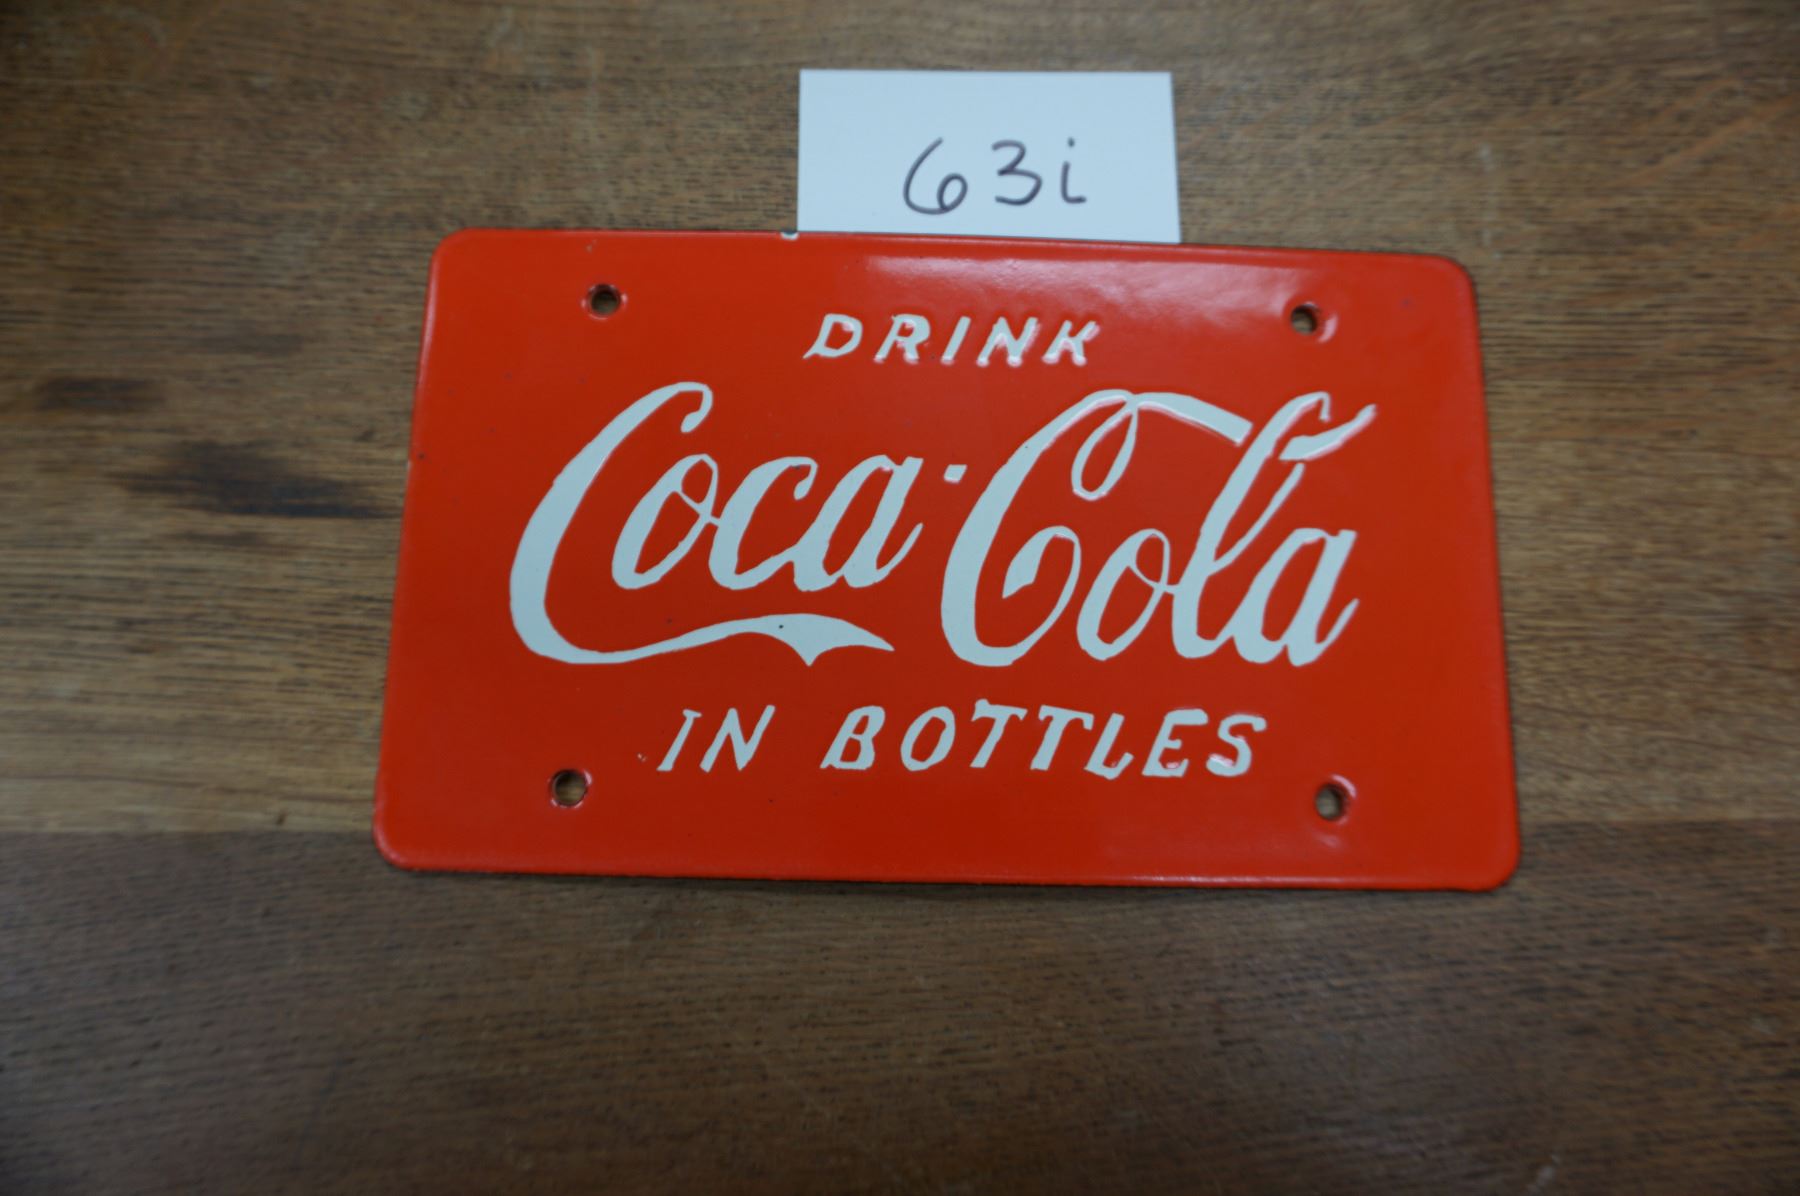 63i
DRINK
Coca-Cola
IN BOTTLES